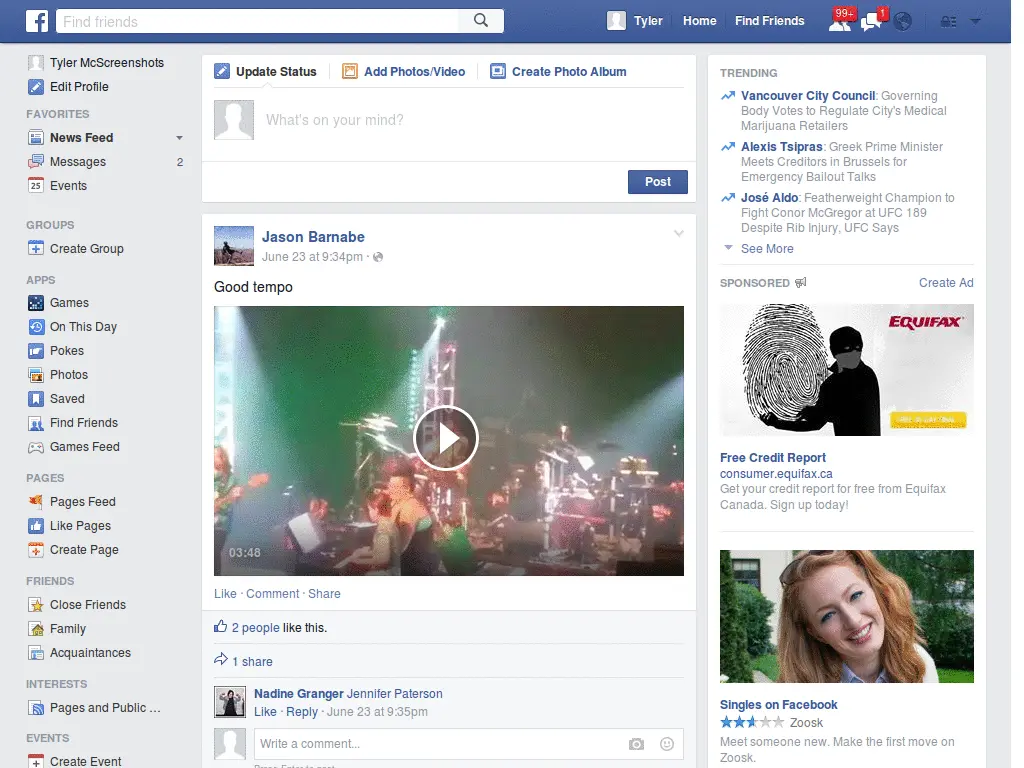 f
Find friends
Tyler
Home
Find Friends
99+
1
Tyler McScreenshots
Edit Profile
FAVORITES
News Feed
Messages 2
25 Events
GROUPS
Create Group
APPS
Games
On This Day
Pokes
Photos
Saved
Find Friends
Games Feed
PAGES
Pages Feed
Like Pages
Create Page
FRIENDS
Close Friends
Family
Acquaintances
INTERESTS
Pages and Public ...
EVENTS
Create Event
Update Status
Add Photos/Video
Create Photo Album
What's on your mind?
Post
Jason Barnabe
June 23 at 9:34pm ·
Good tempo
03:48
Like · Comment · Share
2 people like this.
1 share
Nadine Granger Jennifer Paterson
Like · Reply · June 23 at 9:35pm
Write a comment...
TRENDING
Vancouver City Council: Governing
Body Votes to Regulate City's Medical
Marijuana Retailers
Alexis Tsipras: Greek Prime Minister
Meets Creditors in Brussels for
Emergency Bailout Talks
José Aldo: Featherweight Champion to
Fight Conor McGregor at UFC 189
Despite Rib Injury, UFC Says
See More
SPONSORED
Create Ad
EQUIFAX
Free Credit Report
consumer.equifax.ca
Get your credit report for free from Equifax
Canada. Sign up today!
Singles on Facebook
Zoosk
Meet someone new. Make the first move on
Zoosk.